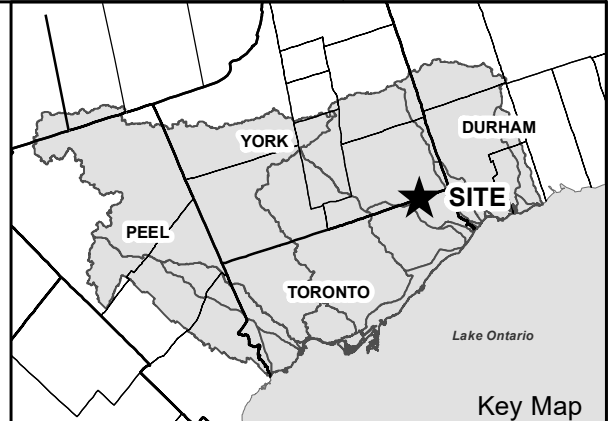 YORK
DURHAM
SITE
PEEL
TORONTO
Lake Ontario
Key Map